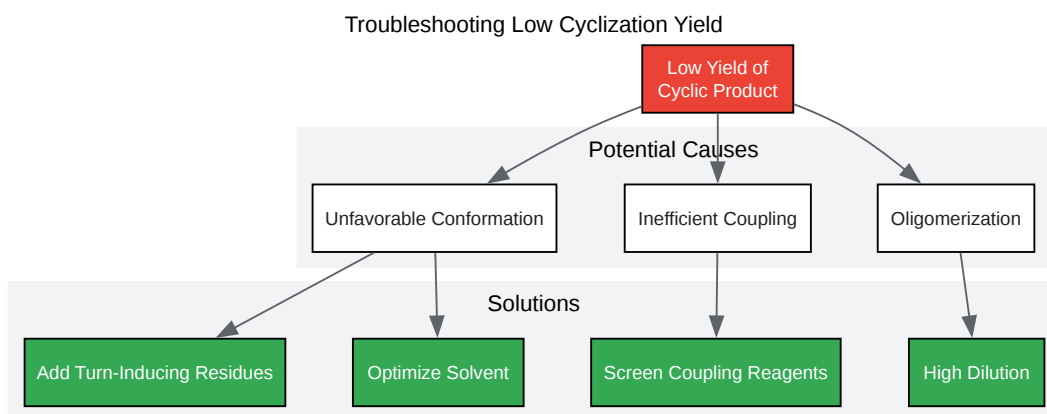 Troubleshooting Low Cyclization Yield
Low Yield of
Cyclic Product
Potential Causes
Unfavorable Conformation
Inefficient Coupling
Oligomerization
Solutions
Add Turn-Inducing Residues
Optimize Solvent
Screen Coupling Reagents
High Dilution